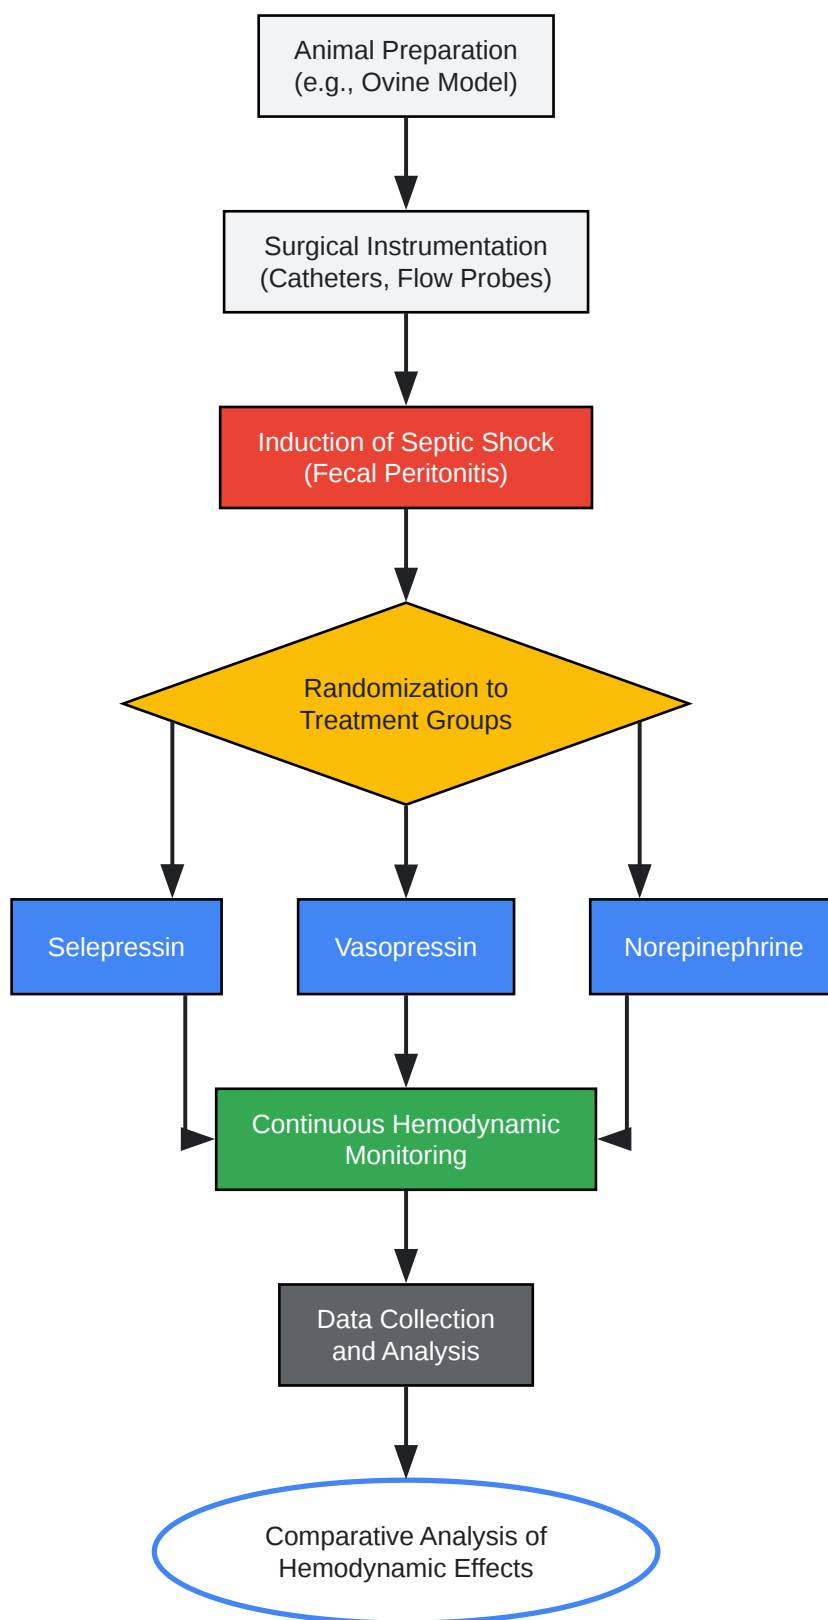 Animal Preparation
(e.g., Ovine Model)
Surgical Instrumentation
(Catheters, Flow Probes)
Induction of Septic Shock
(Fecal Peritonitis)
Randomization to
Treatment Groups
Selepressin
Vasopressin
Norepinephrine
Continuous Hemodynamic
Monitoring
Data Collection
and Analysis
Comparative Analysis of
Hemodynamic Effects